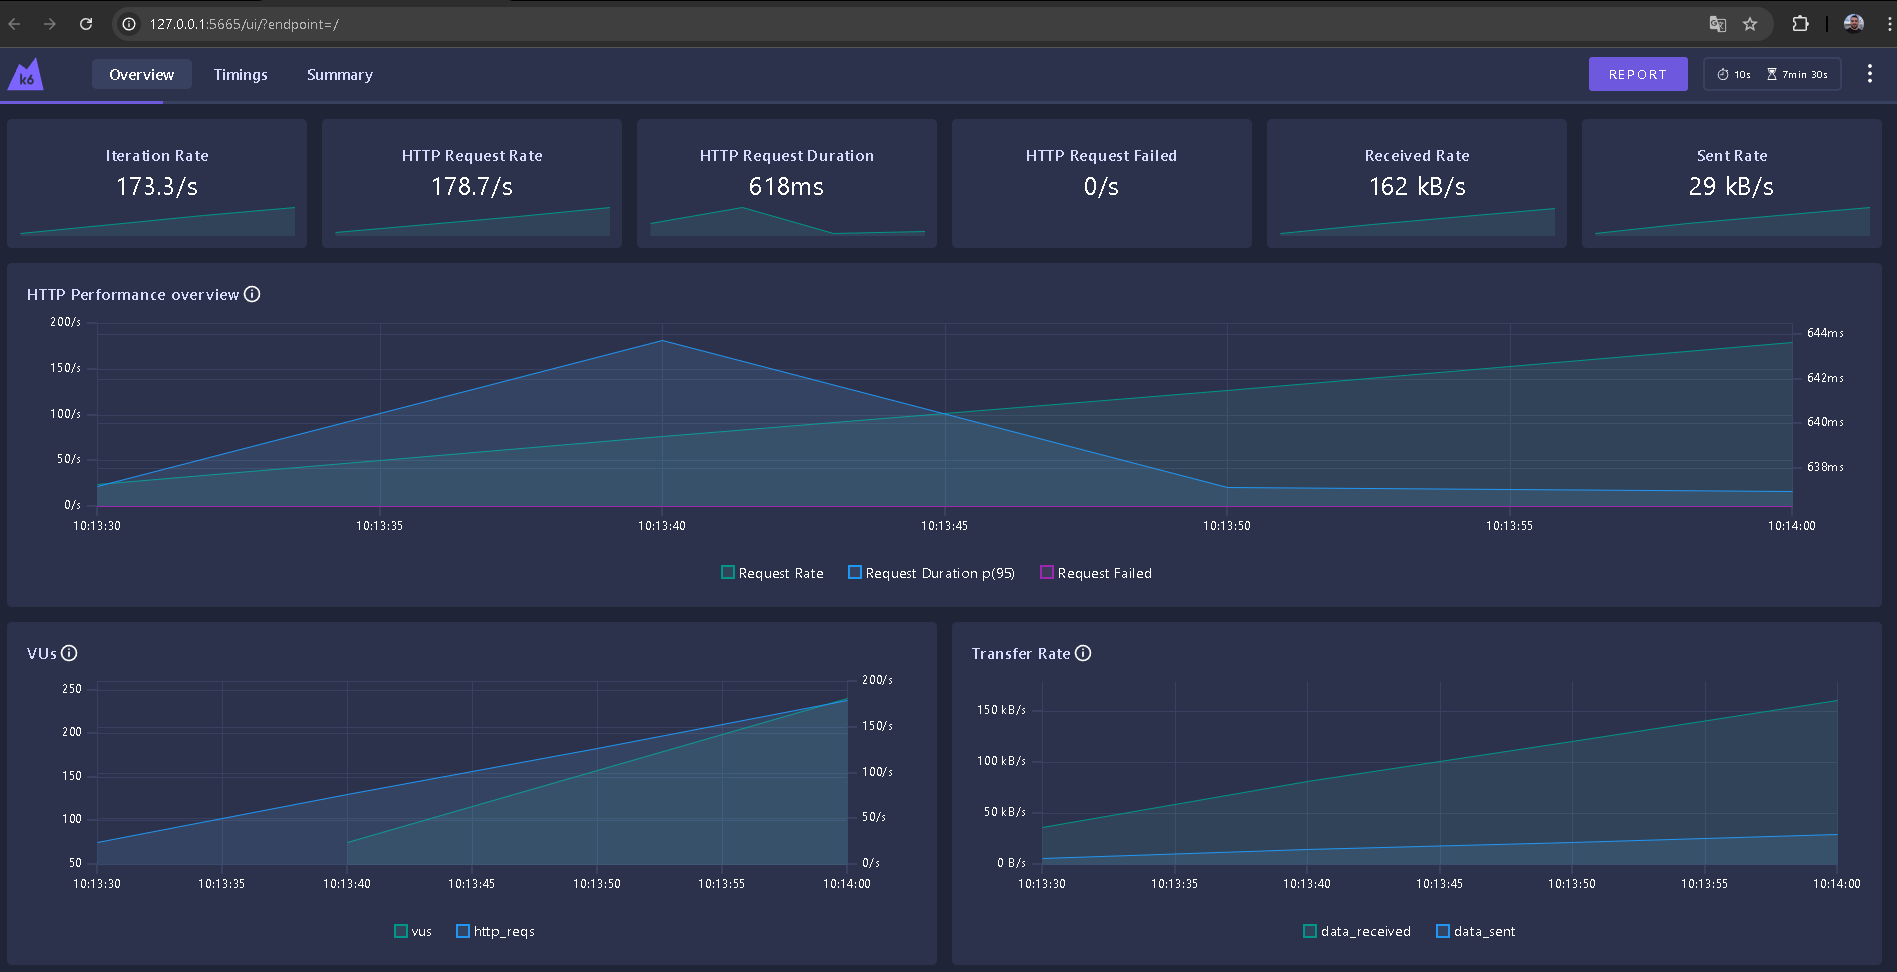 127.0.0.1:5665/ui/?endpoint=/
k6
Overview
Timings
Summary
REPORT
10s
7min 30s
Iteration Rate
173.3/s
HTTP Request Rate
178.7/s
HTTP Request Duration
618ms
HTTP Request Failed
0/s
Received Rate
162 kB/s
Sent Rate
29 kB/s
HTTP Performance overview
200/s
150/s
100/s
50/s
0/s
644ms
642ms
640ms
638ms
10:13:30
10:13:35
10:13:40
10:13:45
10:13:50
10:13:55
10:14:00
Request Rate
Request Duration p(95)
Request Failed
VUs
250
200
150
100
50
200/s
150/s
100/s
50/s
0/s
10:13:30
10:13:35
10:13:40
10:13:45
10:13:50
10:13:55
10:14:00
vus
http_reqs
Transfer Rate
150 kB/s
100 kB/s
50 kB/s
0 B/s
10:13:30
10:13:35
10:13:40
10:13:45
10:13:50
10:13:55
10:14:00
data_received
data_sent